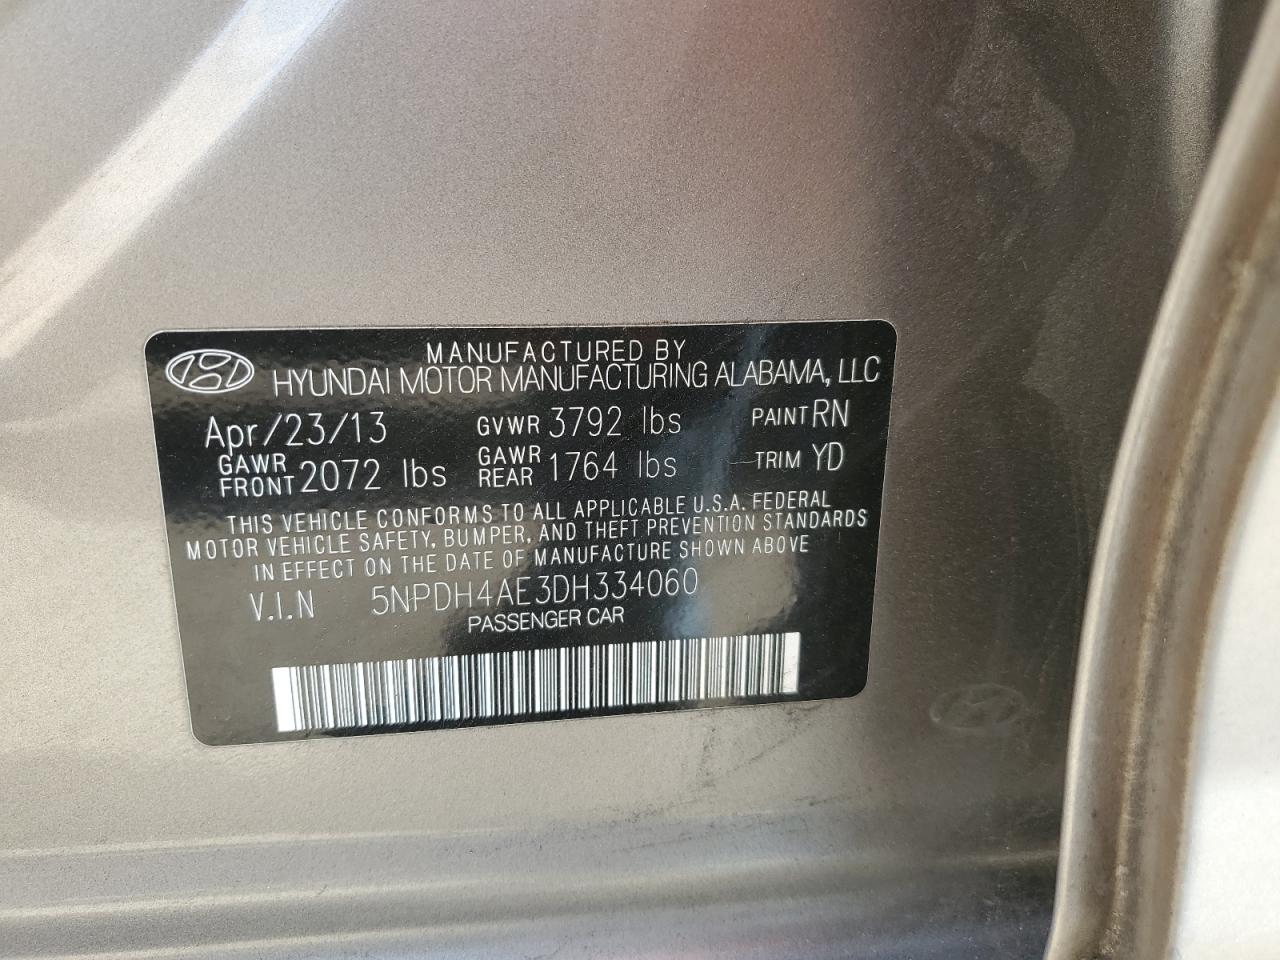 MANUFACTURED BY
HYUNDAI MOTOR MANUFACTURING ALABAMA, LLC
Apr/23/13 GVWR 3792 lbs PAINT RN
GAWR FRONT 2072 lbs GAWR REAR 1764 lbs TRIM YD
THIS VEHICLE CONFORMS TO ALL APPLICABLE U.S.A. FEDERAL
MOTOR VEHICLE SAFETY, BUMPER, AND THEFT PREVENTION STANDARDS
IN EFFECT ON THE DATE OF MANUFACTURE SHOWN ABOVE
V.I.N 5NPDH4AE3DH334060
PASSENGER CAR